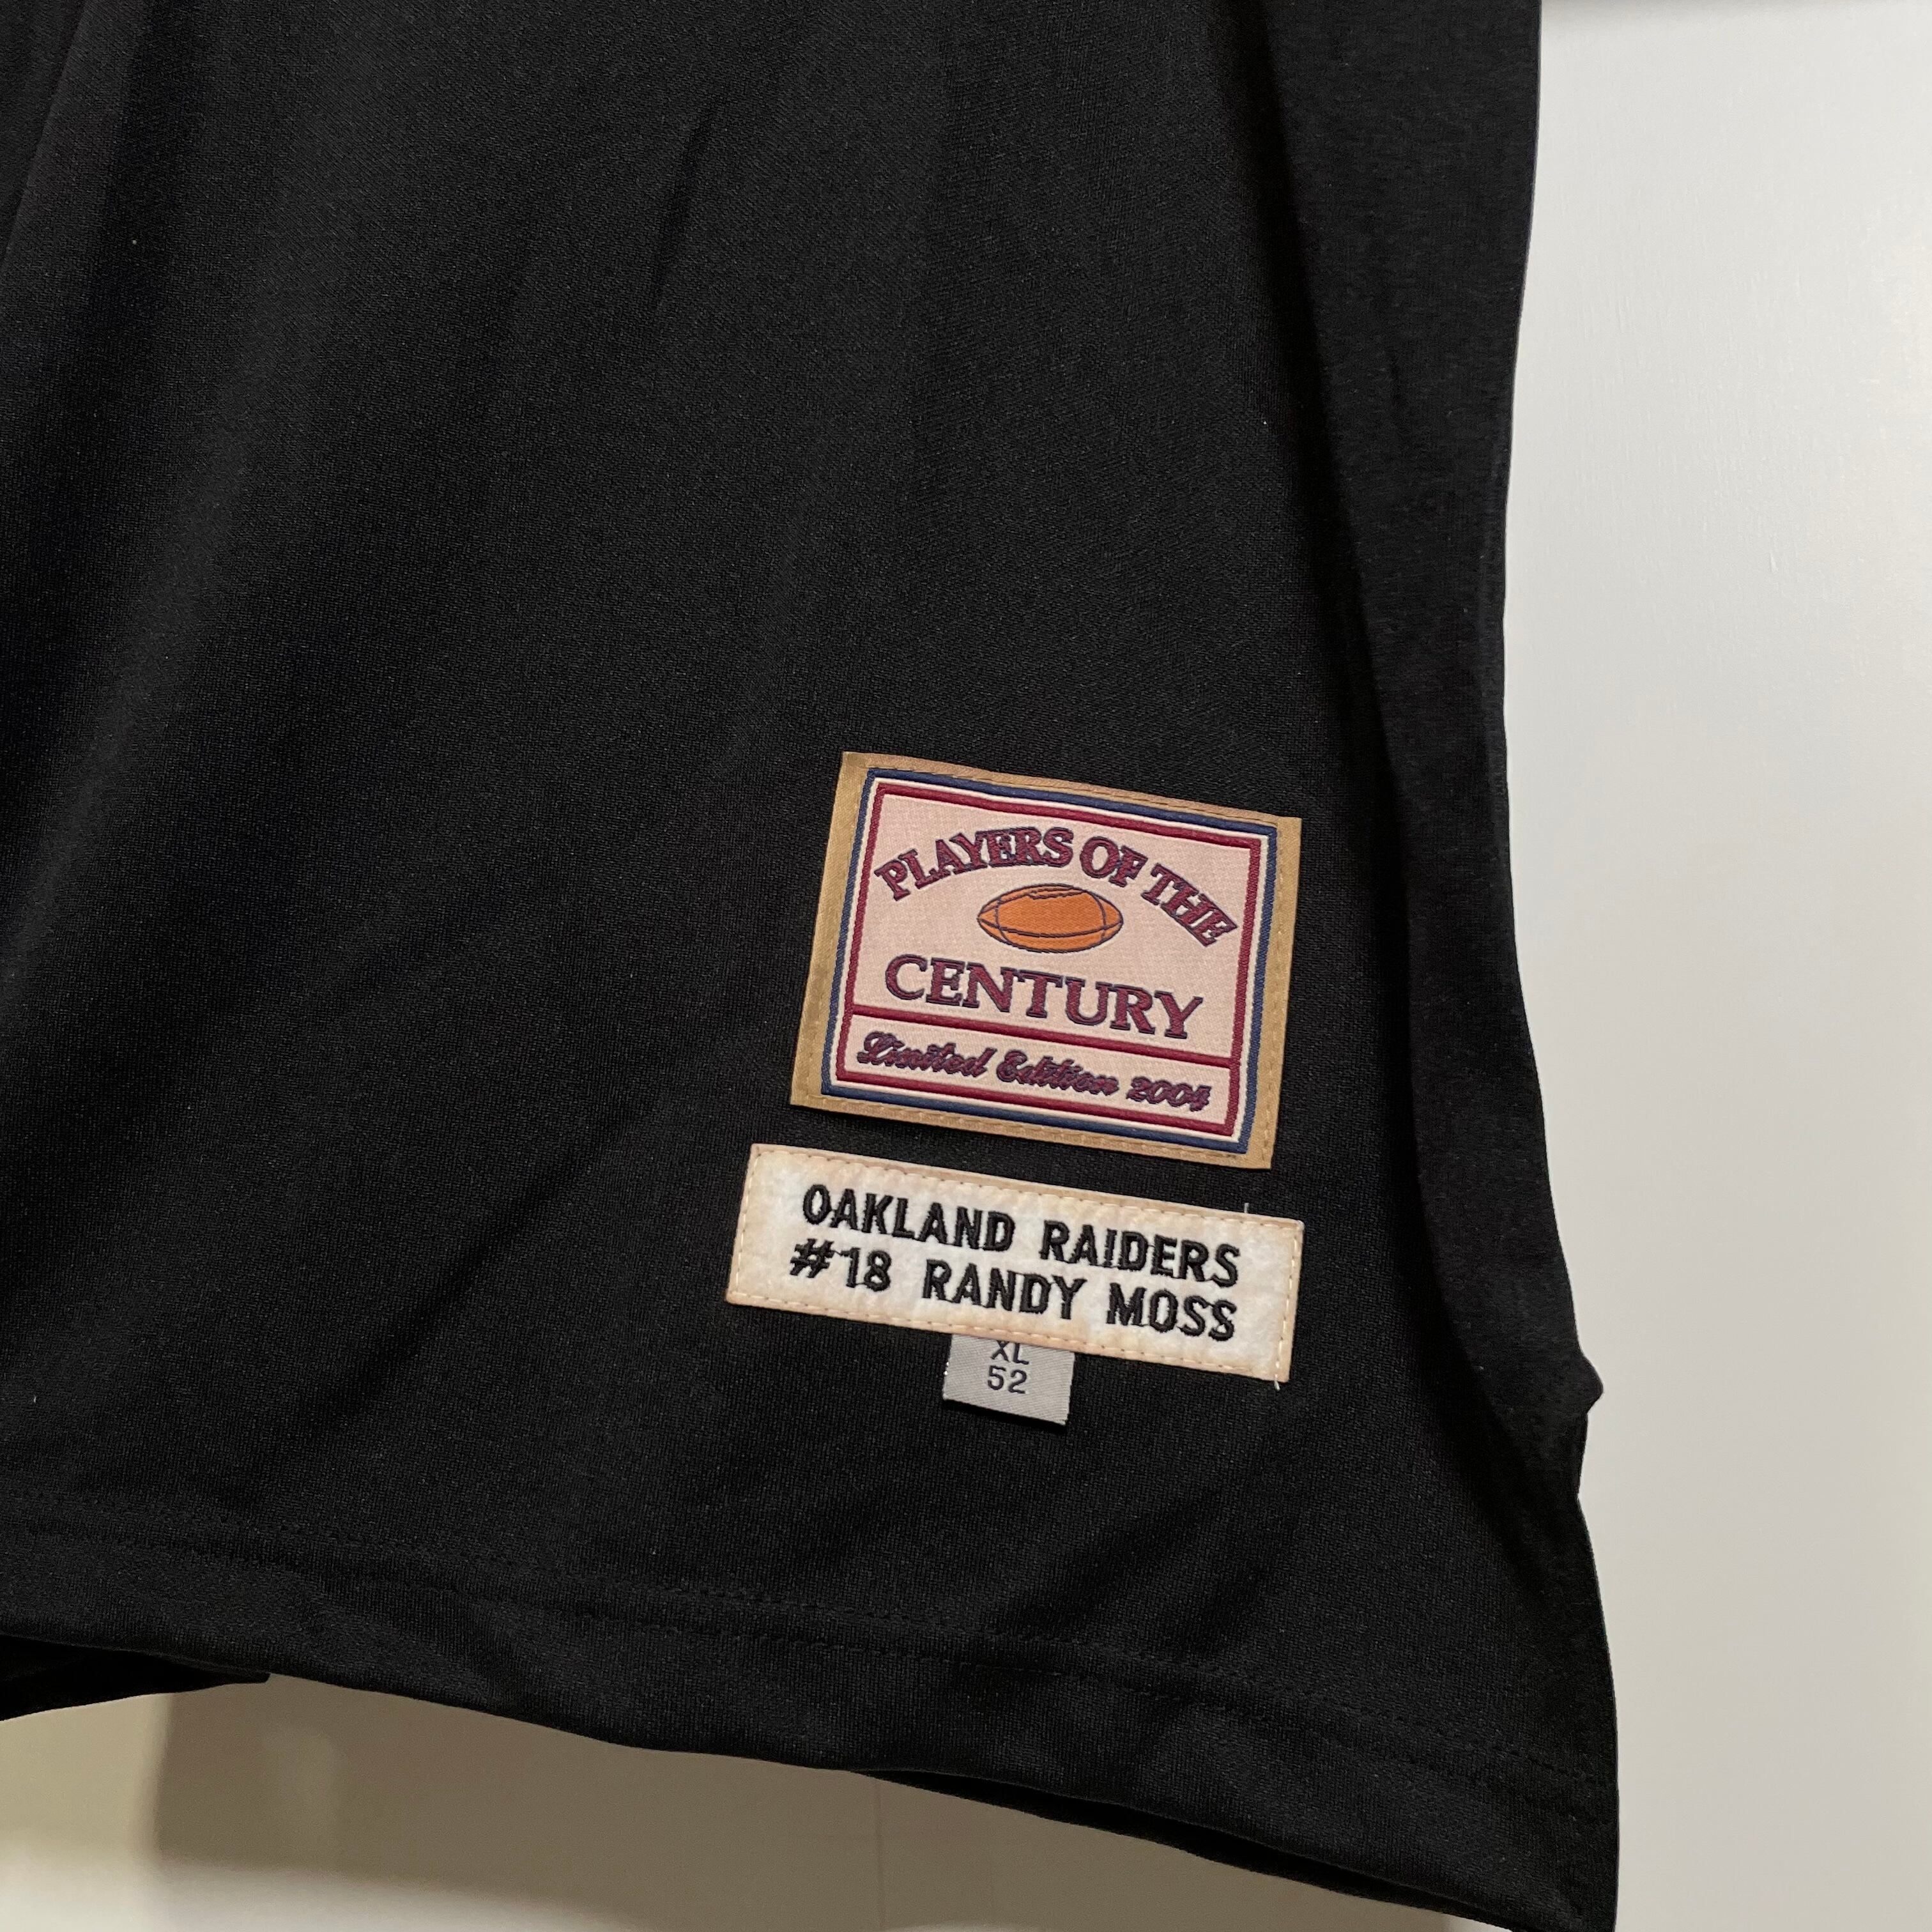 PLAYERS OF THE
CENTURY
Limited Edition 2004
OAKLAND RAIDERS
#18 RANDY MOSS
XL
52